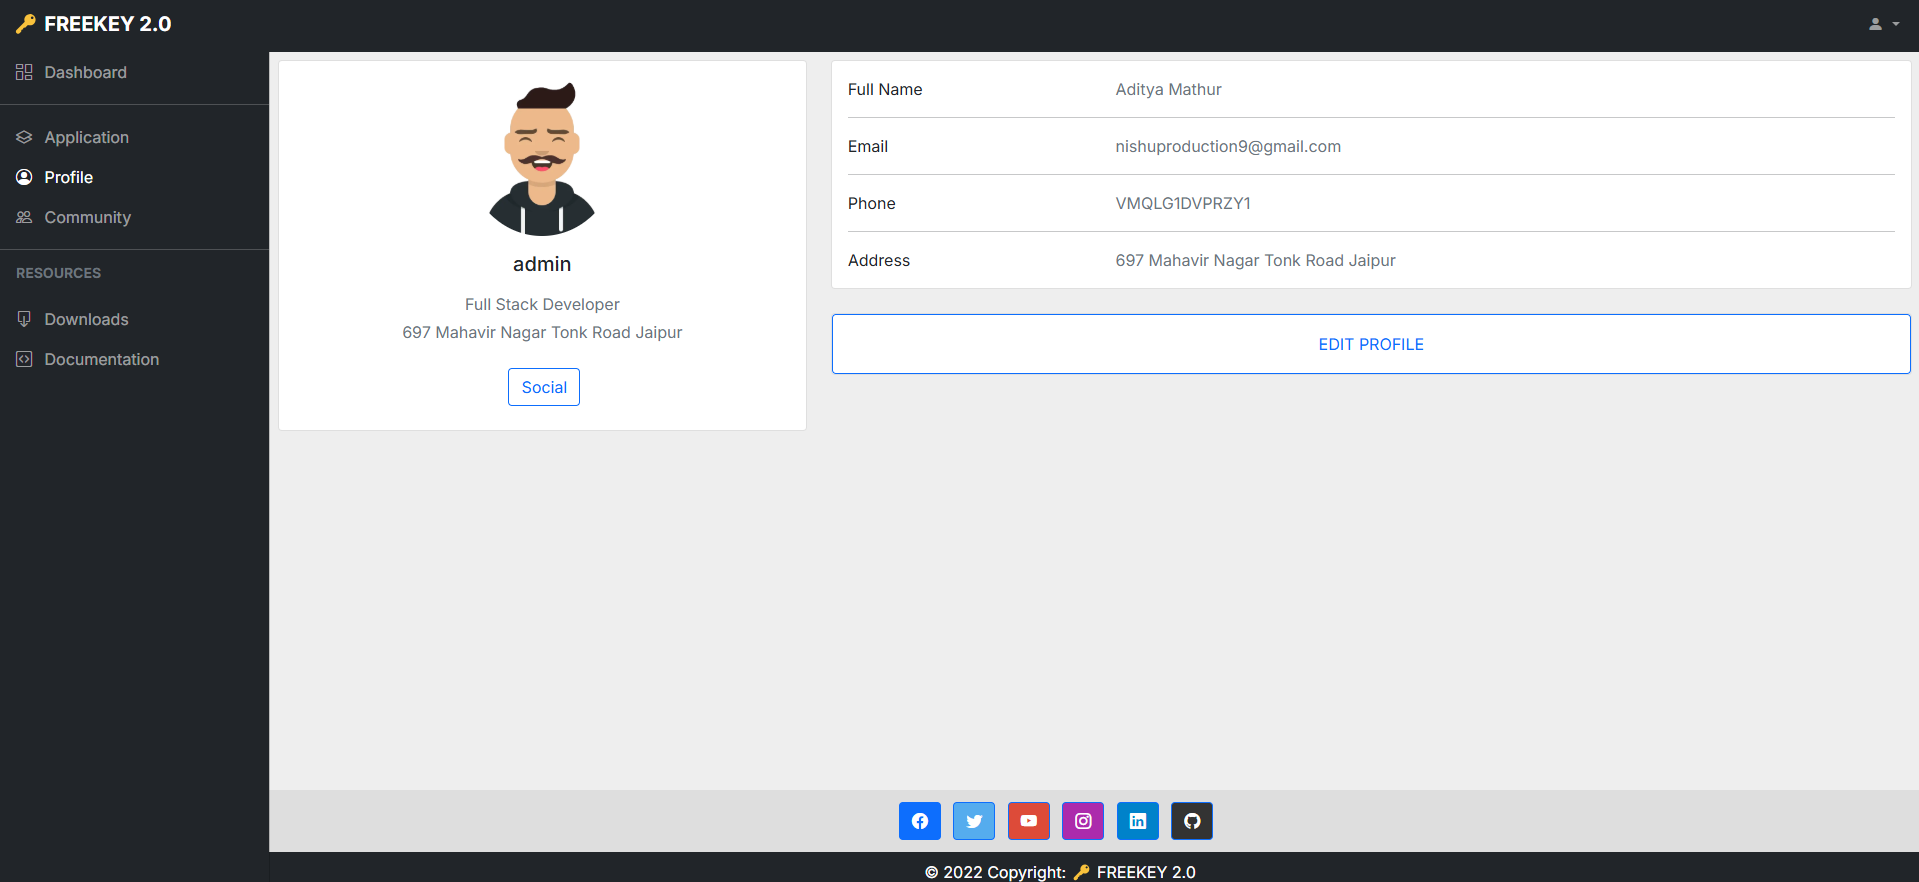 FREEKEY 2.0
Dashboard
Application
Profile
Community
RESOURCES
Downloads
Documentation
admin
Full Stack Developer
697 Mahavir Nagar Tonk Road Jaipur
Social
Full Name Aditya Mathur
Email nishuproduction9@gmail.com
Phone VMQLG1DVPRZY1
Address 697 Mahavir Nagar Tonk Road Jaipur
EDIT PROFILE
© 2022 Copyright: FREEKEY 2.0